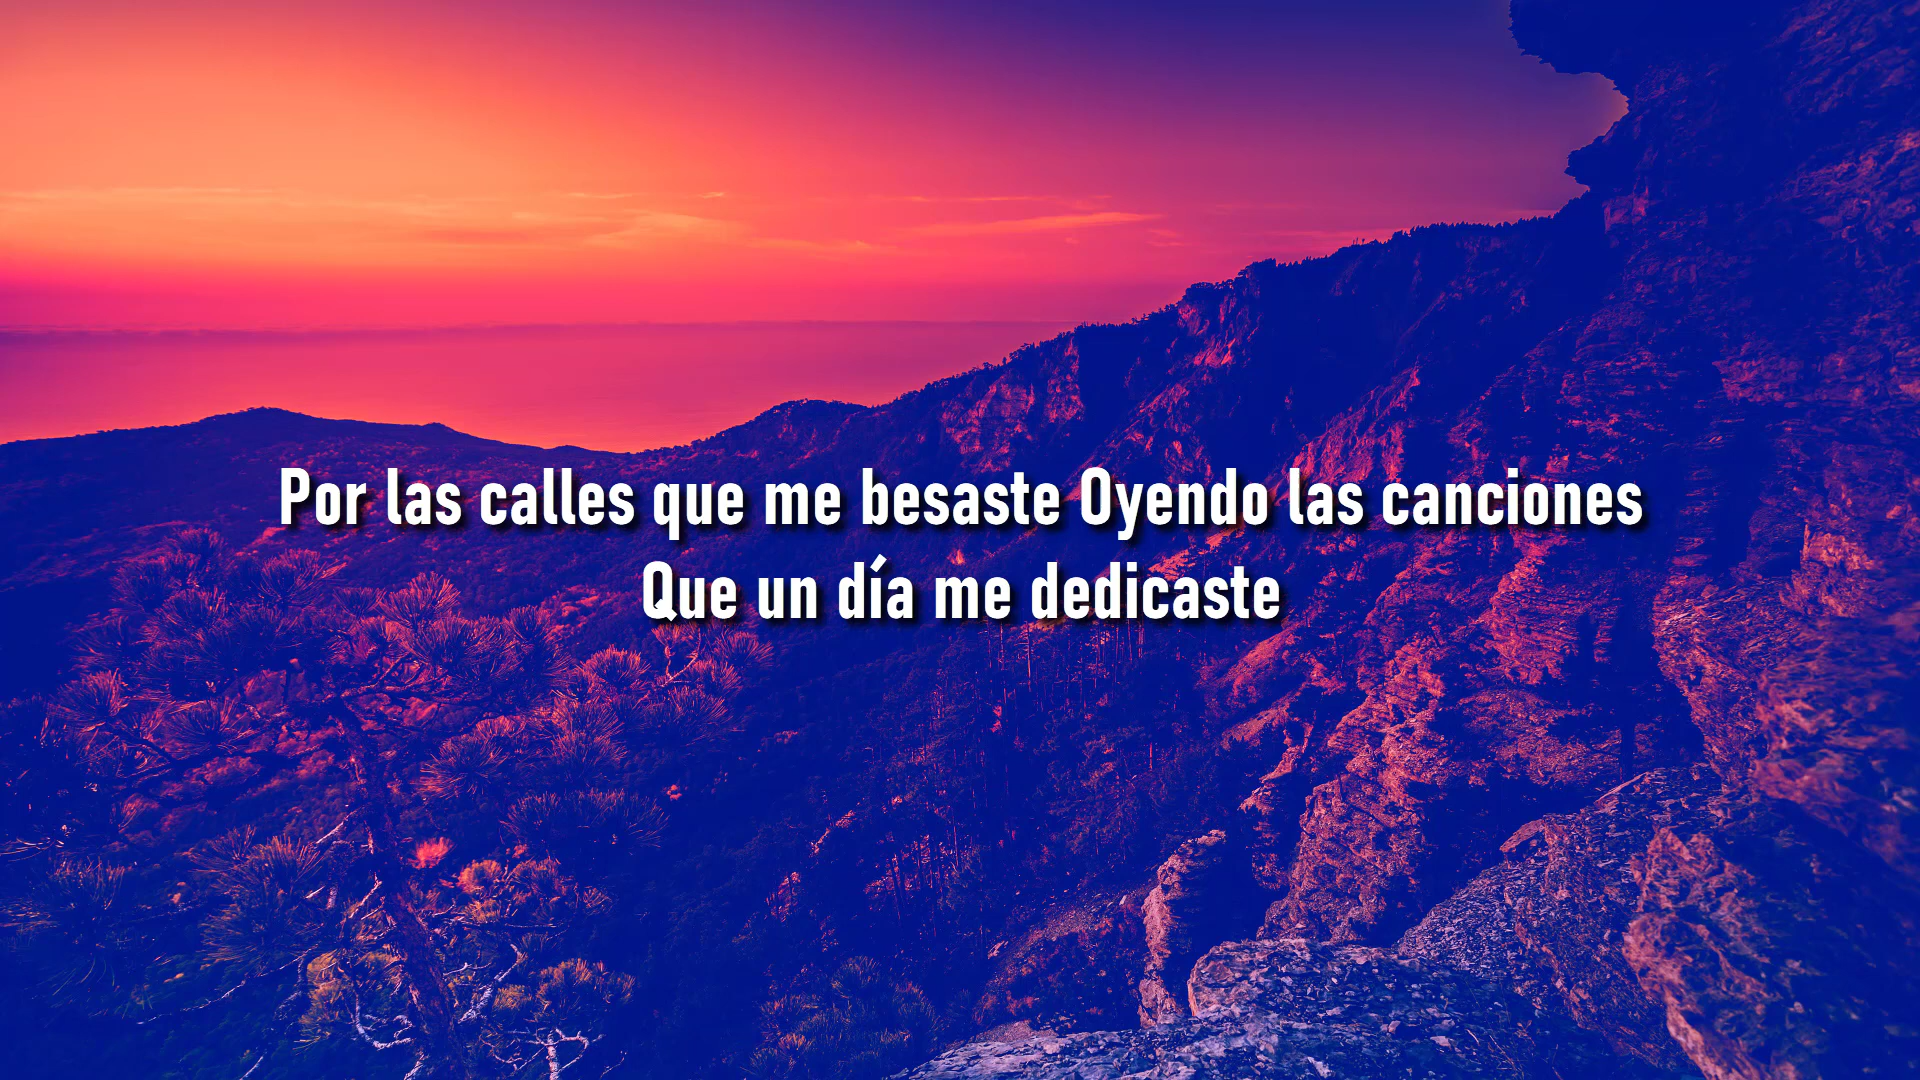 Por las calles que me besaste Oyendo las canciones
Que un día me dedicaste